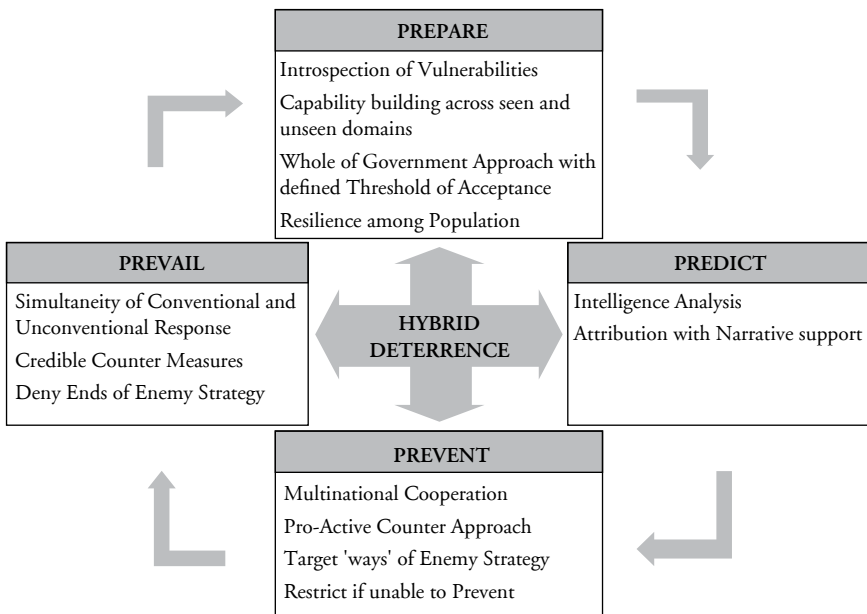 PREPARE
Introspection of Vulnerabilities
Capability building across seen and
unseen domains
Whole of Government Approach with
defined Threshold of Acceptance
Resilience among Population
PREVAIL
Simultaneity of Conventional and
Unconventional Response
Credible Counter Measures
Deny Ends of Enemy Strategy
HYBRID
DETERRENCE
PREDICT
Intelligence Analysis
Attribution with Narrative support
PREVENT
Multinational Cooperation
Pro-Active Counter Approach
Target 'ways' of Enemy Strategy
Restrict if unable to Prevent